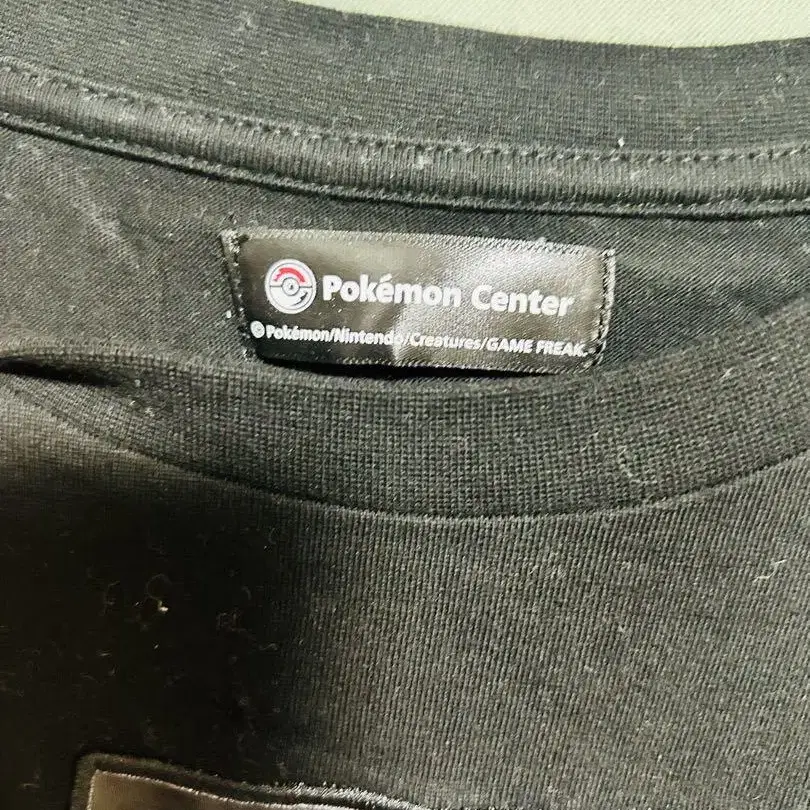 Pokémon Center
©Pokémon/Nintendo/Creatures/GAME FREAK.